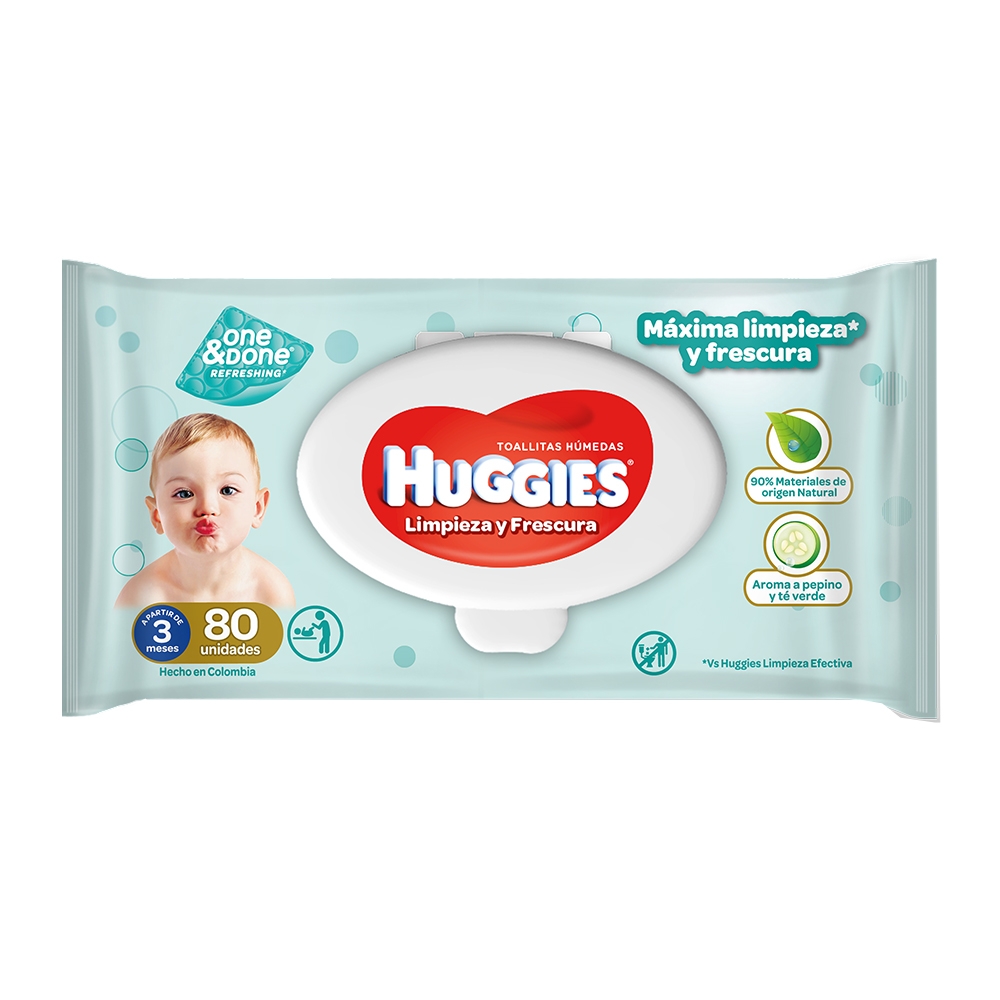 one
&DONE®
REFRESHING*
Máxima limpieza*
y frescura
TOALLITAS HÚMEDAS
HUGGIES®
Limpieza y Frescura
90% Materiales de
origen Natural
Aroma a pepino
y té verde
A PARTIR DE
3
meses
80
unidades
Hecho en Colombia
*Vs Huggies Limpieza Efectiva